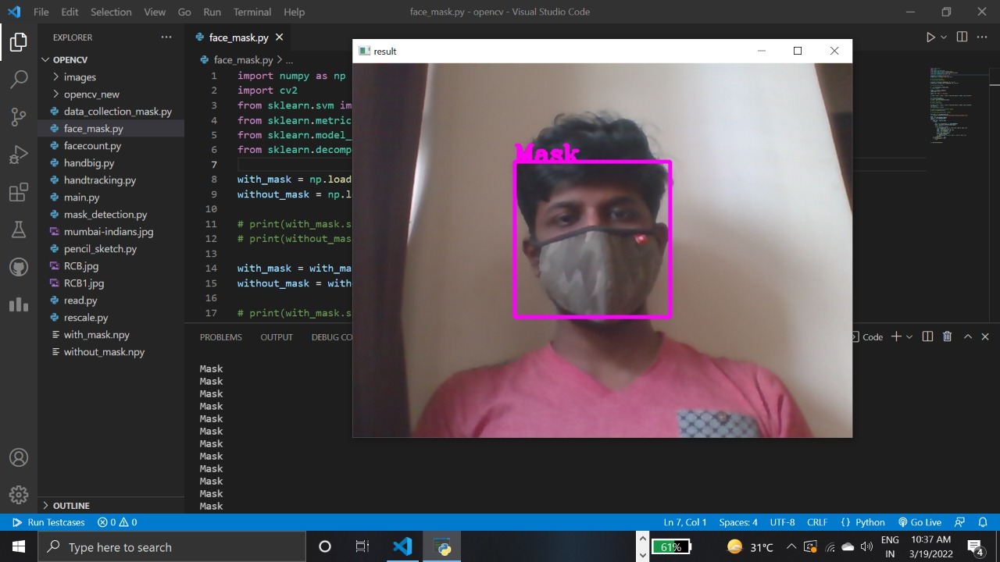 File Edit Selection View Go Run Terminal Help
face_mask.py - opencv - Visual Studio Code
EXPLORER
OPENCV
images
opencv_new
data_collection_mask.py
face_mask.py
facecount.py
handbig.py
handtracking.py
main.py
mask_detection.py
mumbai-indians.jpg
pencil_sketch.py
RCB.jpg
RCB1.jpg
read.py
rescale.py
with_mask.npy
without_mask.npy
OUTLINE
face_mask.py
face_mask.py > ...
1 import numpy as np
2 import cv2
3 from sklearn.svm im
4 from sklearn.metric
5 from sklearn.model_
6 from sklearn.decomp
7
8 with_mask = np.load
9 without_mask = np.l
10
11 # print(with_mask.s
12 # print(without_mas
13
14 with_mask = with_ma
15 without_mask = with
16
17 # print(with_mask.s
result
Mask
PROBLEMS OUTPUT DEBUG CO
Code
Mask
Mask
Mask
Mask
Mask
Mask
Mask
Mask
Mask
Mask
Mask
Mask
Run Testcases 0 0
Ln 7, Col 1 Spaces: 4 UTF-8 CRLF {} Python Go Live
Type here to search
61%
31°C
ENG
IN
10:37 AM
3/19/2022
4